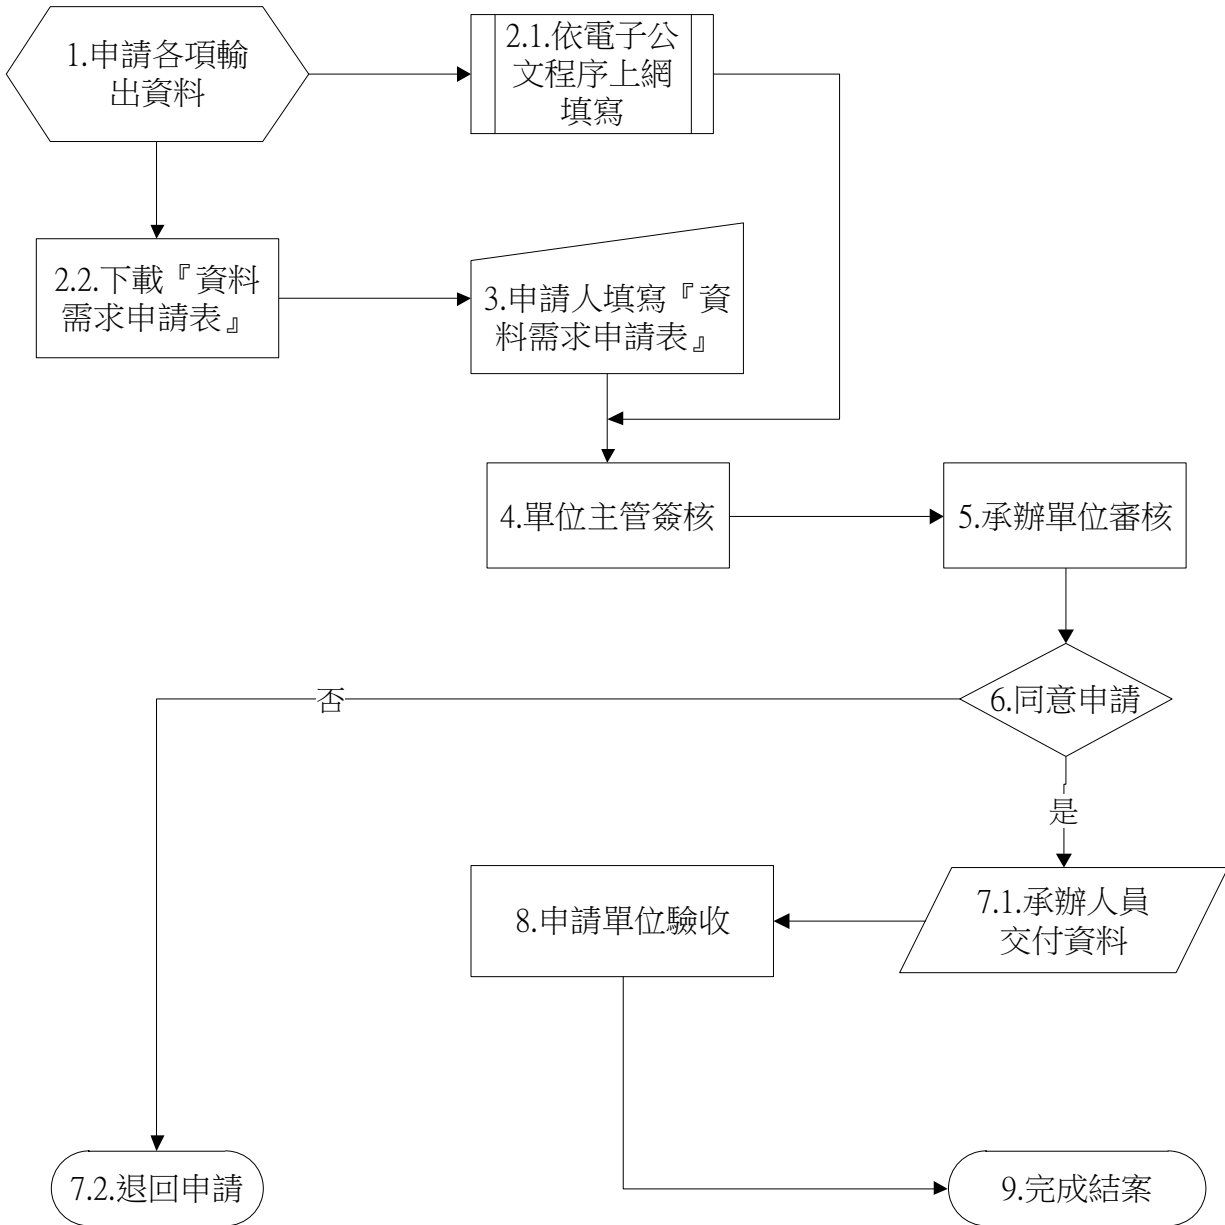 1.申請各項輸
出資料
2.1.依電子公
文程序上網
填寫
2.2.下載『資料
需求申請表』
3.申請人填寫『資
料需求申請表』
4.單位主管簽核
5.承辦單位審核
6.同意申請
否
是
7.1.承辦人員
交付資料
8.申請單位驗收
7.2.退回申請
9.完成結案